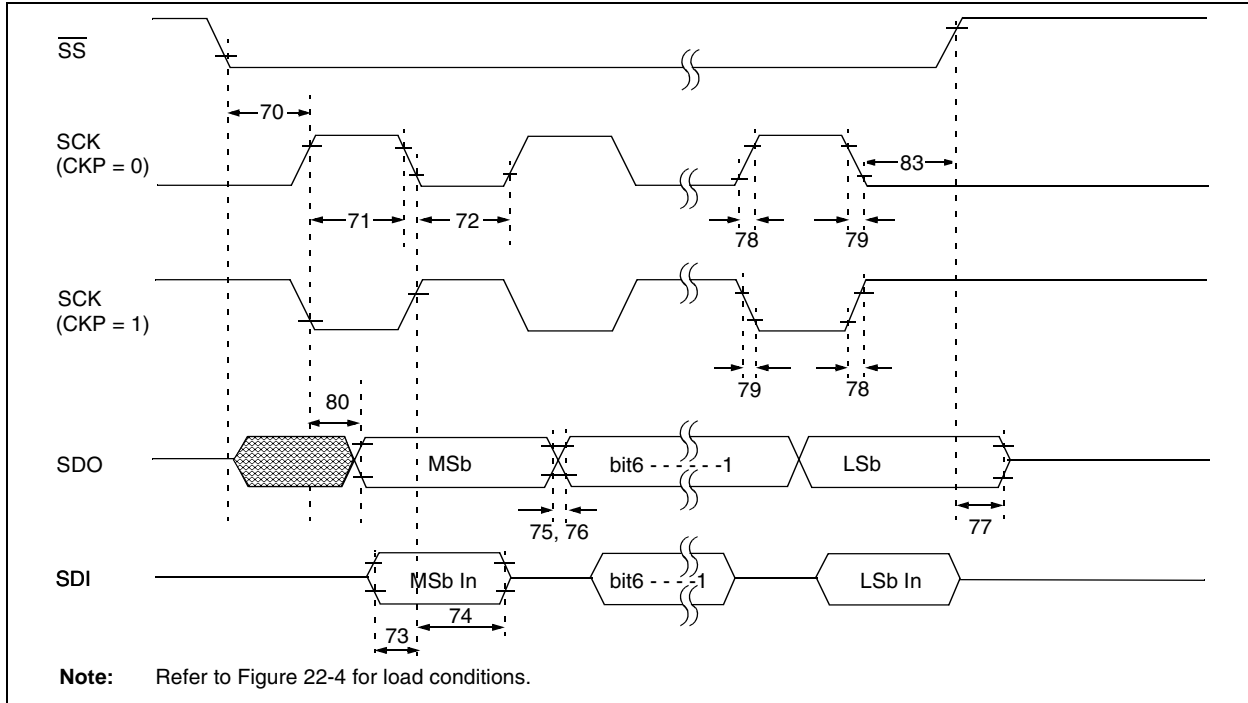 SS
70
SCK
(CKP = 0)
83
71
72
78
79
SCK
(CKP = 1)
79
78
80
SDO
MSb
bit6 - - - - - -1
LSb
75, 76
77
SDI
MSb In
bit6 - - - -1
LSb In
74
73
Note: Refer to Figure 22-4 for load conditions.